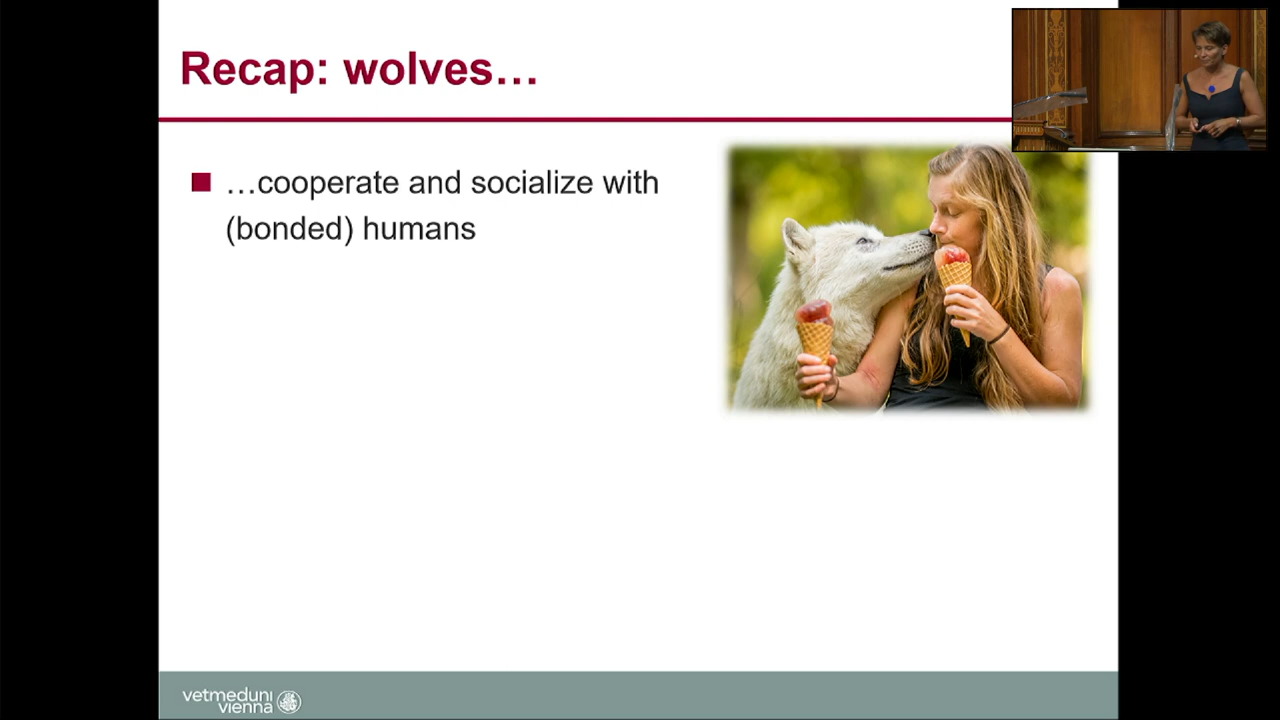 Recap: wolves…
…cooperate and socialize with
(bonded) humans
vetmeduni
vienna